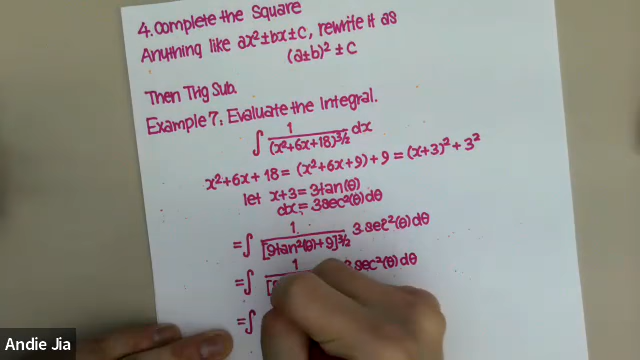 4. Complete the Square
Anything like ax²±bx±c, rewrite it as
(a±b)² ± C
Then Trig Sub.
Example 7: Evaluate the Integral.
∫ 1/(x²+6x+18)^3/2 dx
x²+6x+18 = (x²+6x+9)+9 = (x+3)²+3²
let x+3=3tan(θ)
dx=3sec²(θ)dθ
=∫ 1/[9tan²(θ)+9]^3/2 3sec²(θ)dθ
=∫ 1/[ sec²(θ)dθ
=∫
Andie Jia